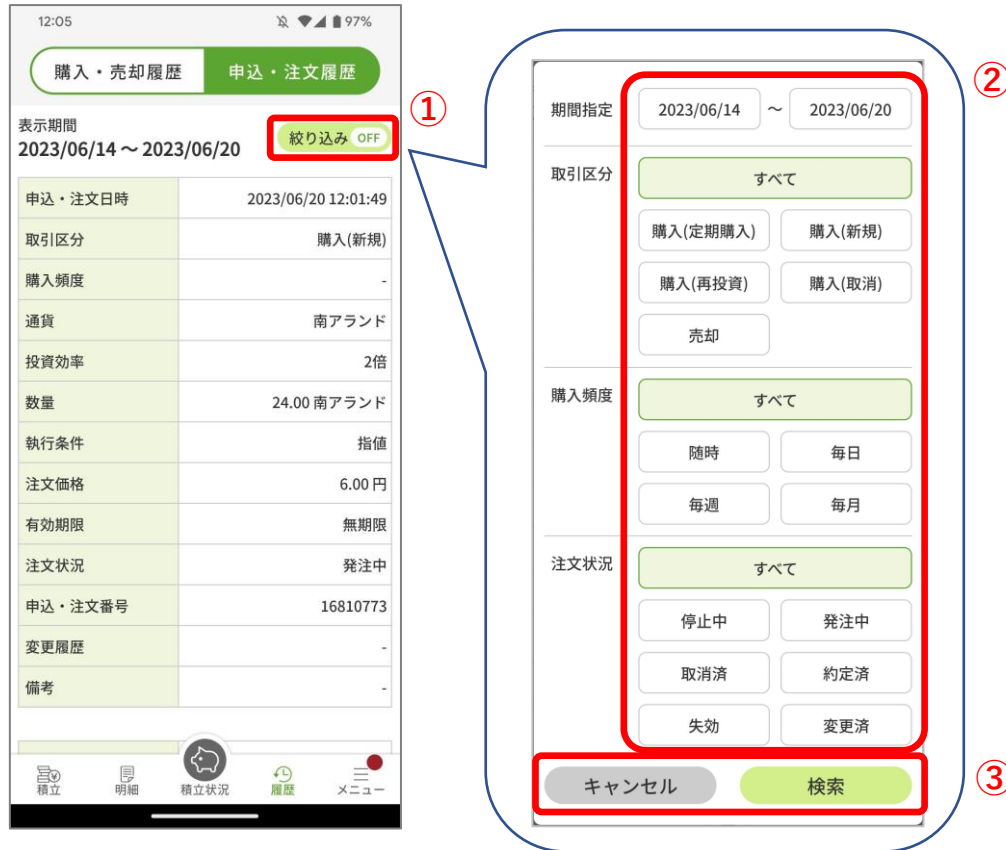 12:05 97%
購入・売却履歴 申込・注文履歴
①
表示期間
2023/06/14 ～ 2023/06/20 絞り込み OFF
申込・注文日時 2023/06/20 12:01:49
取引区分 購入(新規)
購入頻度 -
通貨 南アランド
投資効率 2倍
数量 24.00 南アランド
執行条件 指値
注文価格 6.00 円
有効期限 無期限
注文状況 発注中
申込・注文番号 16810773
変更履歴 -
備考 -
積立 明細 積立状況 履歴 メニュー
②
期間指定 2023/06/14 ～ 2023/06/20
取引区分 すべて
購入(定期購入) 購入(新規)
購入(再投資) 購入(取消)
売却
購入頻度 すべて
随時 毎日
毎週 毎月
注文状況 すべて
停止中 発注中
取消済 約定済
失効 変更済
キャンセル 検索
③